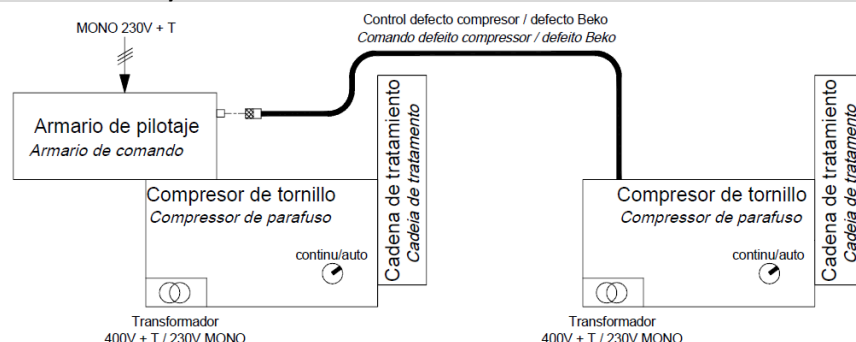 MONO 230V + T
Control defecto compresor / defecto Beko
Comando defeito compressor / defeito Beko
Armario de pilotaje
Armario de comando
Cadena de tratamiento
Cadeia de tratamento
Compresor de tornillo
Compressor de parafuso
continu/auto
Transformador
400V + T / 230V MONO
Cadena de tratamiento
Cadeia de tratamento
Compresor de tornillo
Compressor de parafuso
continu/auto
Transformador
400V + T / 230V MONO